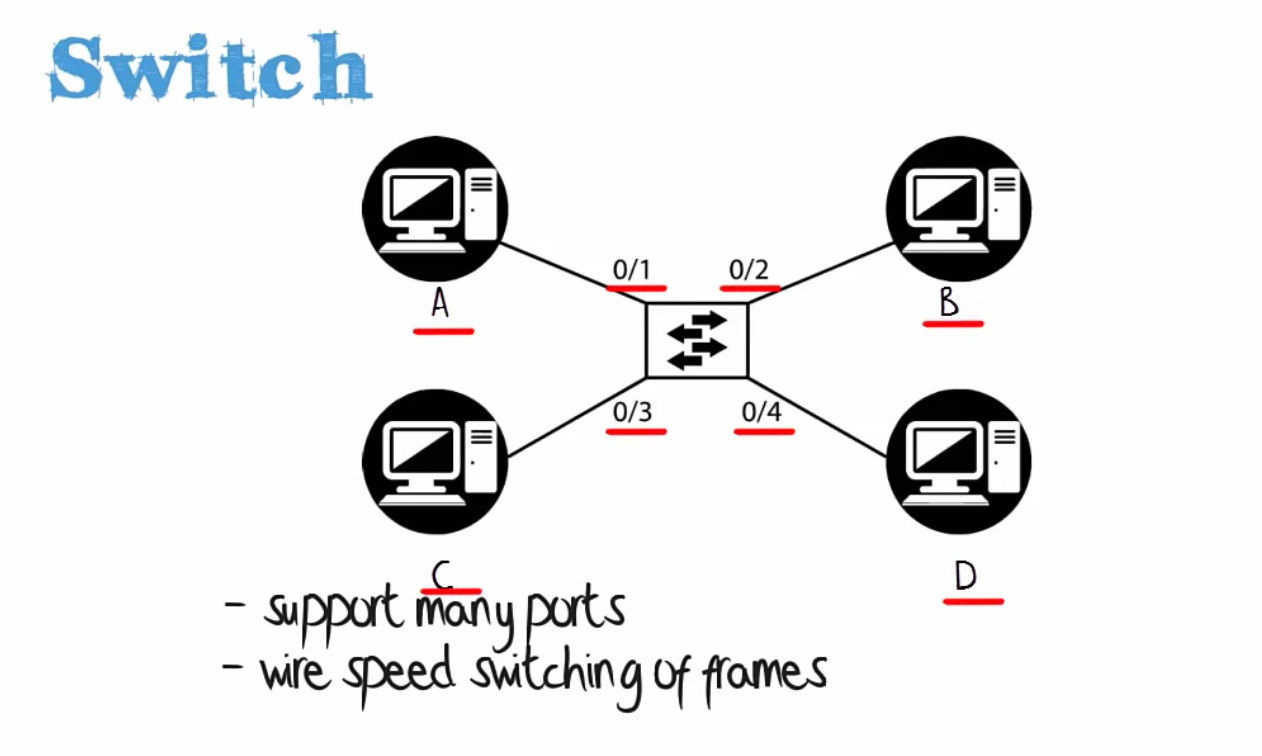 Switch
0/1 0/2
A B
0/3 0/4
C D
- support many ports
- wire speed switching of frames